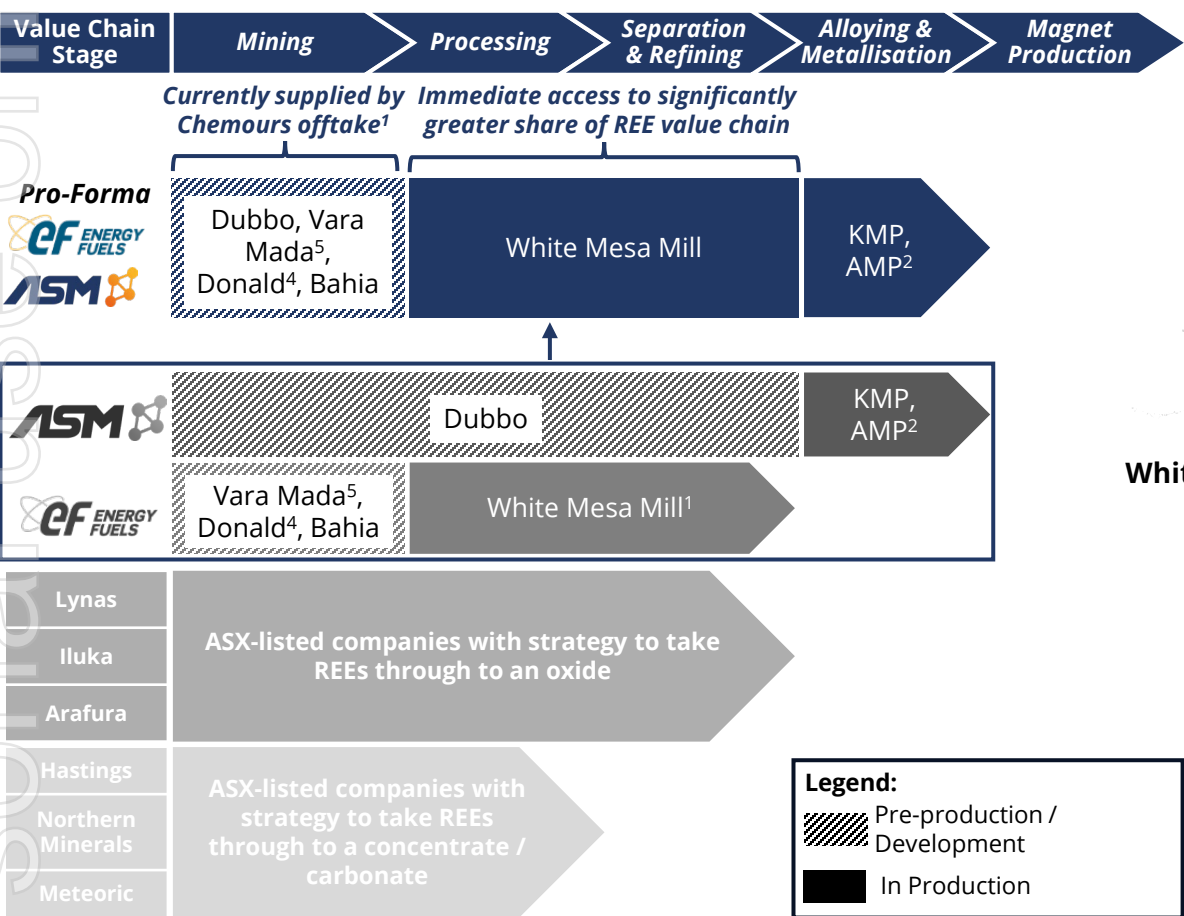 Value Chain
Stage
Mining
Processing
Separation
& Refining
Alloying &
Metallisation
Magnet
Production
Currently supplied by
Chemours offtake1
Immediate access to significantly
greater share of REE value chain
Pro-Forma
eF ENERGY
FUELS
ASM
Dubbo, Vara
Mada5,
Donald4, Bahia
White Mesa Mill
KMP,
AMP2
ASM
Dubbo
KMP,
AMP2
eF ENERGY
FUELS
Vara Mada5,
Donald4, Bahia
White Mesa Mill1
Whit
Lynas
Iluka
Arafura
ASX-listed companies with strategy to take
REEs through to an oxide
Hastings
Northern
Minerals
Meteoric
ASX-listed companies with
strategy to take REEs
through to a concentrate /
carbonate
Legend:
Pre-production /
Development
In Production